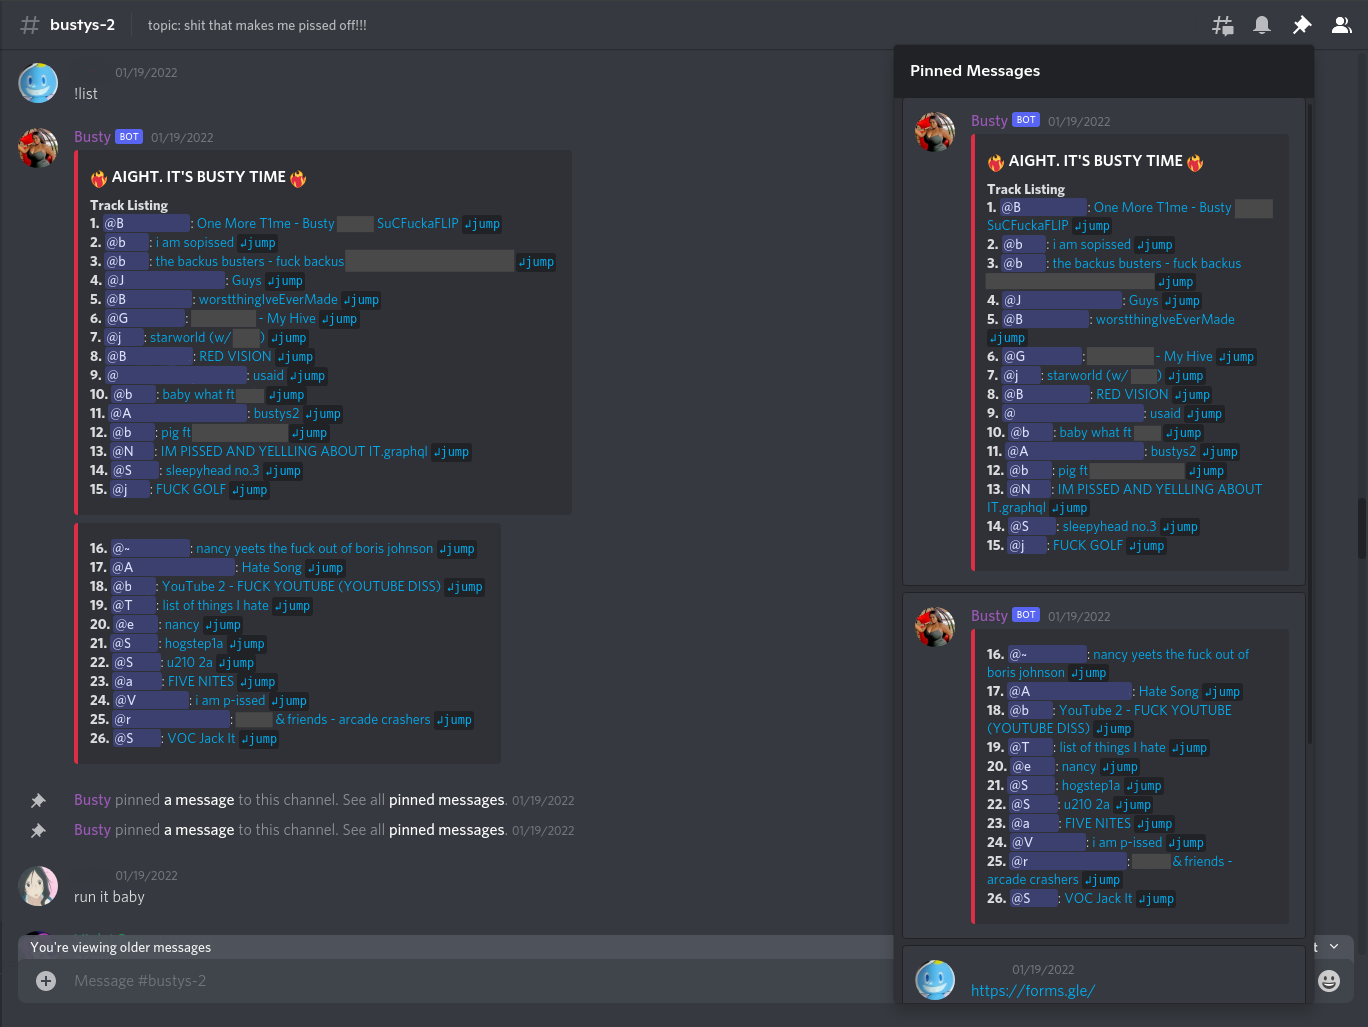 bustys-2 topic: shit that makes me pissed off!!!
01/19/2022
!list
Busty BOT 01/19/2022
AIGHT. IT'S BUSTY TIME
Track Listing
1. @B : One More T1me - Busty SuCFuckaFLIP ↲jump
2. @b : i am sopissed ↲jump
3. @b : the backus busters - fuck backus ↲jump
4. @J : Guys ↲jump
5. @B : worstthingIveEverMade ↲jump
6. @G : - My Hive ↲jump
7. @j : starworld (w/ ) ↲jump
8. @B : RED VISION ↲jump
9. @ : usaid ↲jump
10. @b : baby what ft ↲jump
11. @A : bustys2 ↲jump
12. @b : pig ft ↲jump
13. @N : IM PISSED AND YELLLING ABOUT IT.graphql ↲jump
14. @S : sleepyhead no.3 ↲jump
15. @j : FUCK GOLF ↲jump
16. @~ : nancy yeets the fuck out of boris johnson ↲jump
17. @A : Hate Song ↲jump
18. @b : YouTube 2 - FUCK YOUTUBE (YOUTUBE DISS) ↲jump
19. @T : list of things I hate ↲jump
20. @e : nancy ↲jump
21. @S : hogstep1a ↲jump
22. @S : u210 2a ↲jump
23. @a : FIVE NITES ↲jump
24. @V : i am p-issed ↲jump
25. @r : & friends - arcade crashers ↲jump
26. @S : VOC Jack It ↲jump
Busty pinned a message to this channel. See all pinned messages. 01/19/2022
Busty pinned a message to this channel. See all pinned messages. 01/19/2022
01/19/2022
run it baby
You're viewing older messages
Message #bustys-2
Pinned Messages
Busty BOT 01/19/2022
AIGHT. IT'S BUSTY TIME
Track Listing
1. @B : One More T1me - Busty
SuCFuckaFLIP ↲jump
2. @b : i am sopissed ↲jump
3. @b : the backus busters - fuck backus
↲jump
4. @J : Guys ↲jump
5. @B : worstthingIveEverMade
↲jump
6. @G : - My Hive ↲jump
7. @j : starworld (w/ ) ↲jump
8. @B : RED VISION ↲jump
9. @ : usaid ↲jump
10. @b : baby what ft ↲jump
11. @A : bustys2 ↲jump
12. @b : pig ft ↲jump
13. @N : IM PISSED AND YELLLING ABOUT
IT.graphql ↲jump
14. @S : sleepyhead no.3 ↲jump
15. @j : FUCK GOLF ↲jump
Busty BOT 01/19/2022
16. @~ : nancy yeets the fuck out of
boris johnson ↲jump
17. @A : Hate Song ↲jump
18. @b : YouTube 2 - FUCK YOUTUBE
(YOUTUBE DISS) ↲jump
19. @T : list of things I hate ↲jump
20. @e : nancy ↲jump
21. @S : hogstep1a ↲jump
22. @S : u210 2a ↲jump
23. @a : FIVE NITES ↲jump
24. @V : i am p-issed ↲jump
25. @r : & friends -
arcade crashers ↲jump
26. @S : VOC Jack It ↲jump
01/19/2022
https://forms.gle/